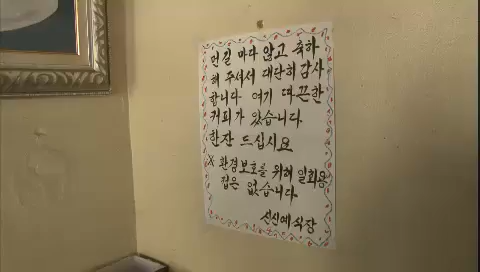 먼길 마다 않고 축하
해 주셔서 대단히 감사
합니다 여기 따끈한
커피가 있습니다
한잔 드십시요
※ 환경보호를 위해 일회용
컵은 없습니다.
신신예식장